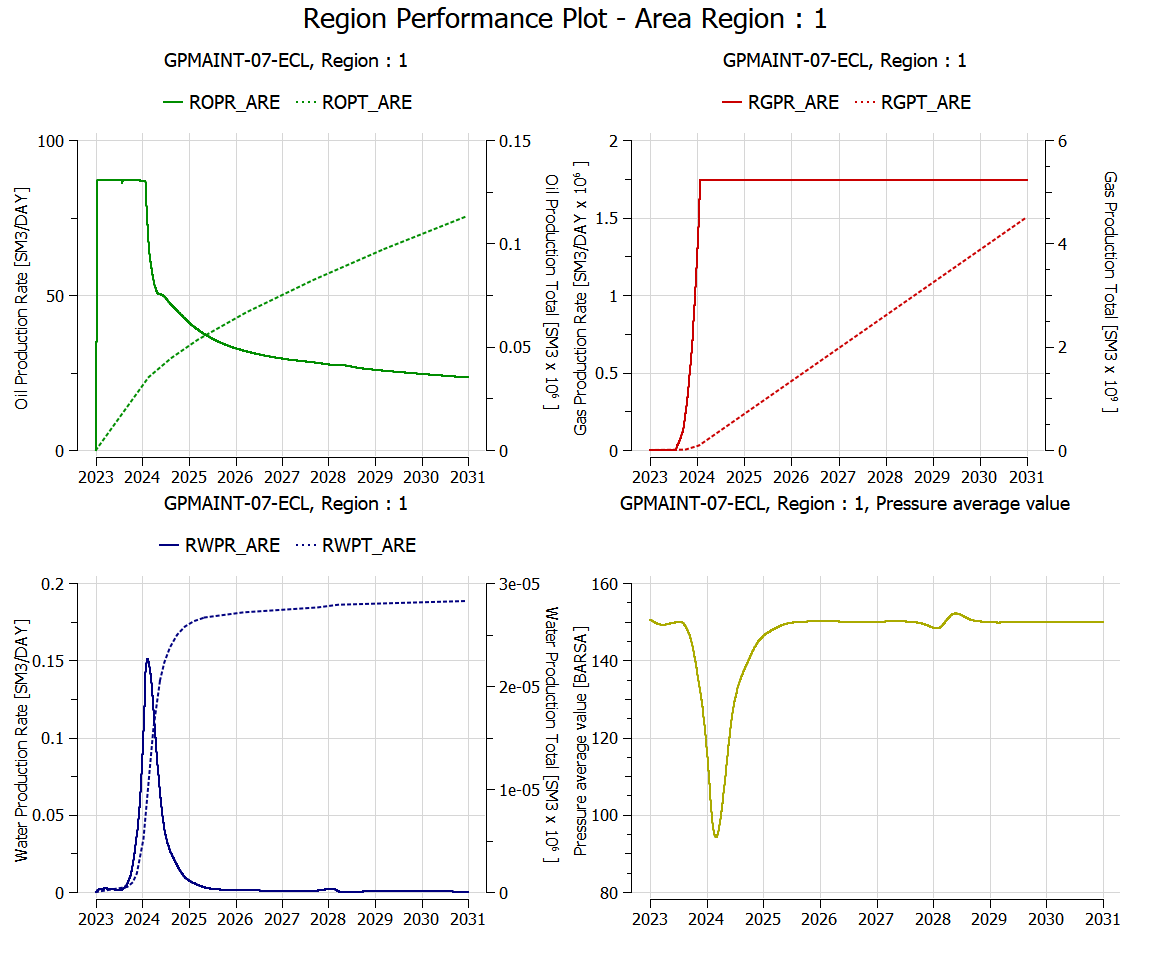 Region Performance Plot - Area Region : 1
GPMAINT-07-ECL, Region : 1
ROPR_ARE ROPT_ARE
100
50
0
0.15
0.1
0.05
0
Oil Production Rate [SM3/DAY]
Oil Production Total [SM3 x 10⁶ ]
2023 2024 2025 2026 2027 2028 2029 2030 2031
GPMAINT-07-ECL, Region : 1
RGPR_ARE RGPT_ARE
2
1.5
1
0.5
0
6
4
2
0
Gas Production Rate [SM3/DAY x 10⁶ ]
Gas Production Total [SM3 x 10⁹ ]
2023 2024 2025 2026 2027 2028 2029 2030 2031
GPMAINT-07-ECL, Region : 1
RWPR_ARE RWPT_ARE
0.2
0.15
0.1
0.05
0
3e-05
2e-05
1e-05
0
Water Production Rate [SM3/DAY]
Water Production Total [SM3 x 10⁶ ]
2023 2024 2025 2026 2027 2028 2029 2030 2031
GPMAINT-07-ECL, Region : 1, Pressure average value
160
140
120
100
80
Pressure average value [BARSA]
2023 2024 2025 2026 2027 2028 2029 2030 2031